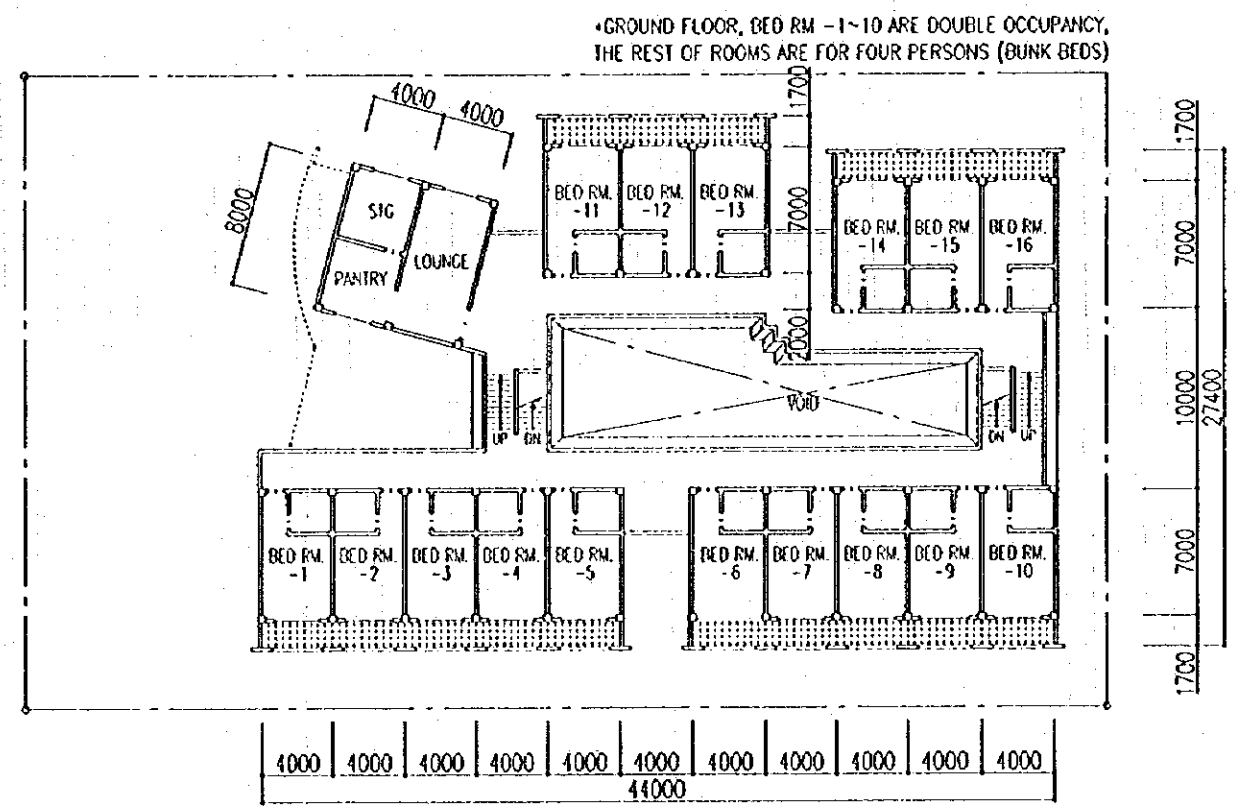 *GROUND FLOOR, BED RM -1~10 ARE DOUBLE OCCUPANCY,
THE REST OF ROOMS ARE FOR FOUR PERSONS (BUNK BEDS)
4000 4000
8000
1700
7000
2000
1700
7000
10000
27400
7000
1700
STG
PANTRY
LOUNGE
BED RM.
-11
BED RM.
-12
BED RM.
-13
BED RM.
-14
BED RM.
-15
BED RM.
-16
VOID
UP DN
DN UP
BED RM.
-1
BED RM.
-2
BED RM.
-3
BED RM.
-4
BED RM.
-5
BED RM.
-6
BED RM.
-7
BED RM.
-8
BED RM.
-9
BED RM.
-10
4000 4000 4000 4000 4000 4000 4000 4000 4000 4000 4000
44000